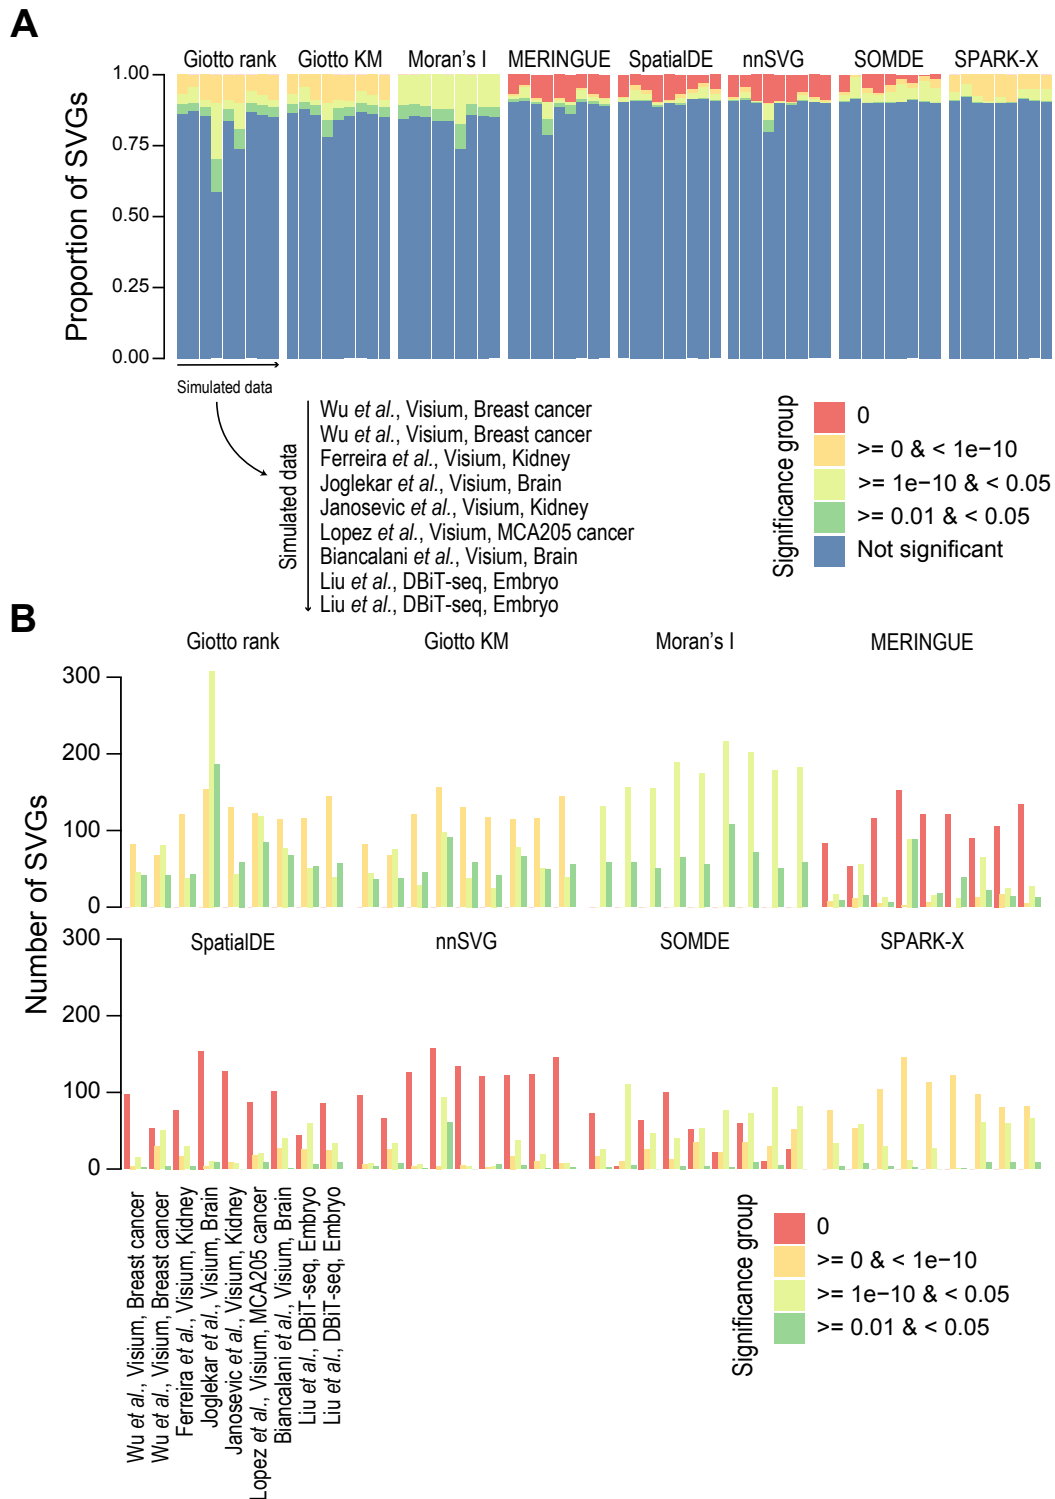 A
Giotto rank
Giotto KM
Moran's I
MERINGUE
SpatialDE
nnSVG
SOMDE
SPARK-X
Proportion of SVGs
1.00
0.75
0.50
0.25
0.00
Simulated data
Simulated data
Wu et al., Visium, Breast cancer
Wu et al., Visium, Breast cancer
Ferreira et al., Visium, Kidney
Joglekar et al., Visium, Brain
Janosevic et al., Visium, Kidney
Lopez et al., Visium, MCA205 cancer
Biancalani et al., Visium, Brain
Liu et al., DBiT-seq, Embryo
Liu et al., DBiT-seq, Embryo
Significance group
0
>= 0 & < 1e−10
>= 1e−10 & < 0.05
>= 0.01 & < 0.05
Not significant
B
Giotto rank
Giotto KM
Moran's I
MERINGUE
Number of SVGs
300
200
100
0
SpatialDE
nnSVG
SOMDE
SPARK-X
300
200
100
0
Wu et al., Visium, Breast cancer
Wu et al., Visium, Breast cancer
Ferreira et al., Visium, Kidney
Joglekar et al., Visium, Brain
Janosevic et al., Visium, Kidney
Lopez et al., Visium, MCA205 cancer
Biancalani et al., Visium, Brain
Liu et al., DBiT-seq, Embryo
Liu et al., DBiT-seq, Embryo
Significance group
0
>= 0 & < 1e−10
>= 1e−10 & < 0.05
>= 0.01 & < 0.05